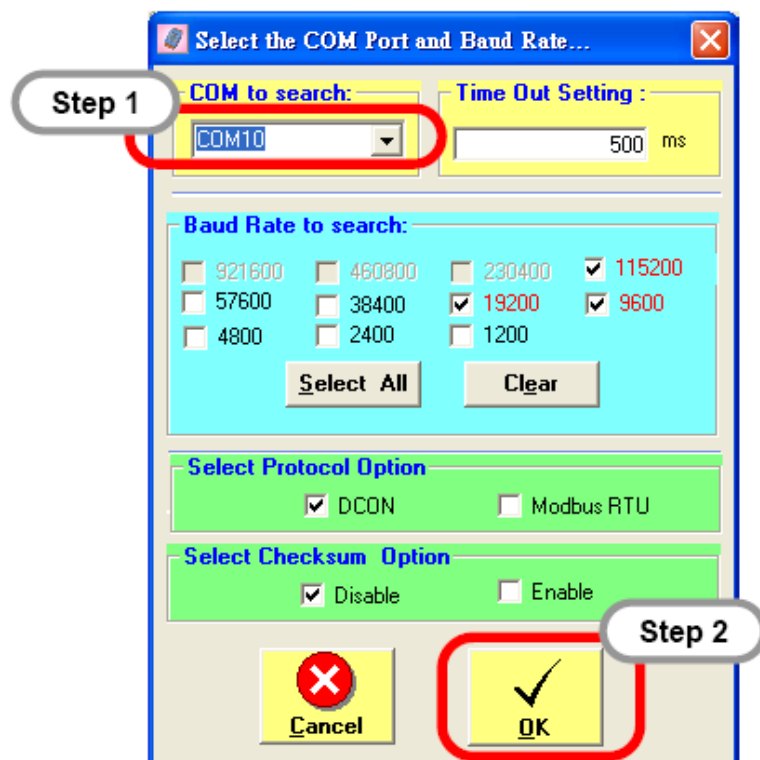 Select the COM Port and Baud Rate...
Step 1
COM to search:
Time Out Setting :
COM10
500 ms
Baud Rate to search:
921600 460800 230400 115200
57600 38400 19200 9600
4800 2400 1200
Select All Clear
Select Protocol Option
DCON Modbus RTU
Select Checksum Option
Disable Enable
Step 2
Cancel OK